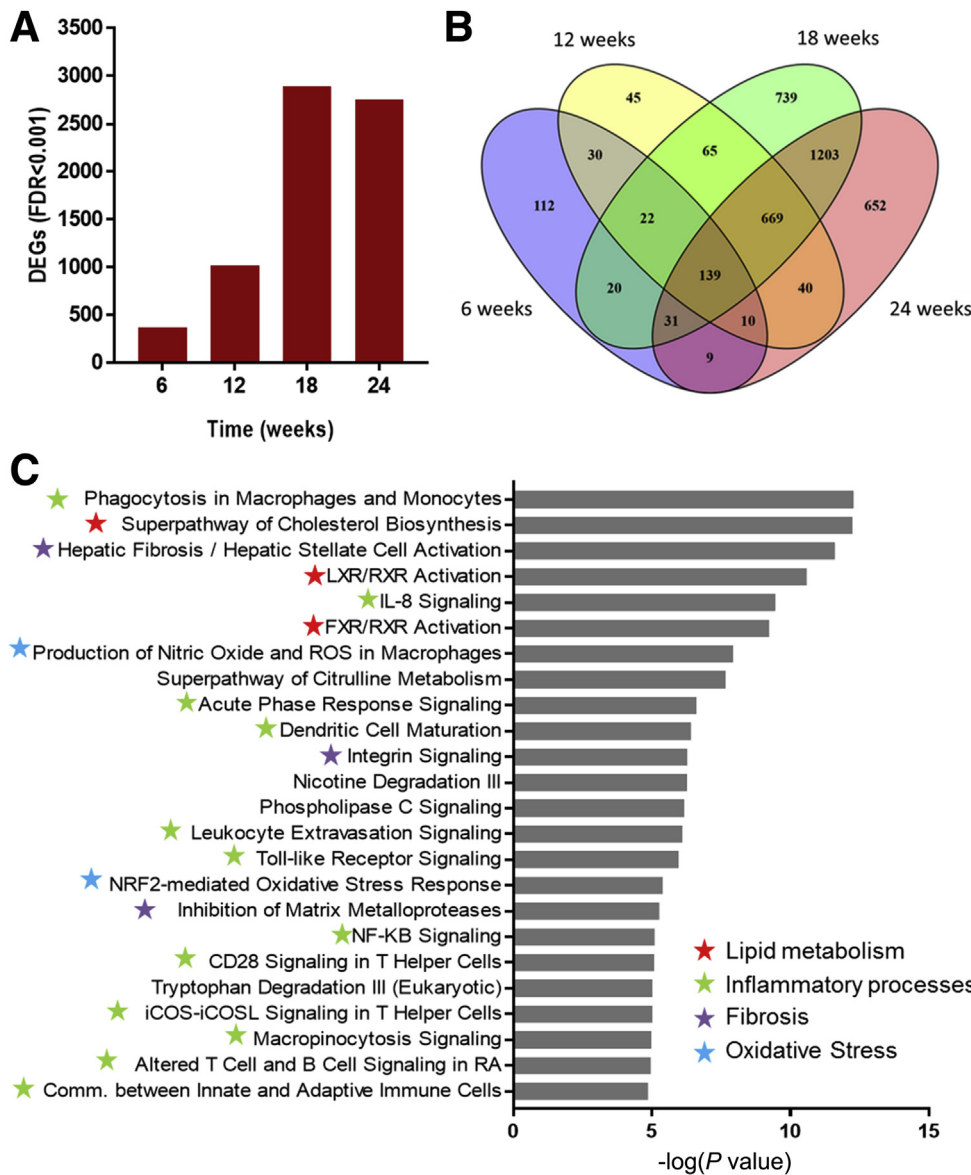 A
3500
3000
2500
2000
1500
1000
500
0
DEGs (FDR<0.001)
6 12 18 24
Time (weeks)
B
12 weeks 18 weeks
45 739
30 65 1203
112 22 669 652
20 139 40
6 weeks 31 10 24 weeks
9
C
Phagocytosis in Macrophages and Monocytes
Superpathway of Cholesterol Biosynthesis
Hepatic Fibrosis / Hepatic Stellate Cell Activation
LXR/RXR Activation
IL-8 Signaling
FXR/RXR Activation
Production of Nitric Oxide and ROS in Macrophages
Superpathway of Citrulline Metabolism
Acute Phase Response Signaling
Dendritic Cell Maturation
Integrin Signaling
Nicotine Degradation III
Phospholipase C Signaling
Leukocyte Extravasation Signaling
Toll-like Receptor Signaling
NRF2-mediated Oxidative Stress Response
Inhibition of Matrix Metalloproteases
NF-KB Signaling
CD28 Signaling in T Helper Cells
Tryptophan Degradation III (Eukaryotic)
iCOS-iCOSL Signaling in T Helper Cells
Macropinocytosis Signaling
Altered T Cell and B Cell Signaling in RA
Comm. between Innate and Adaptive Immune Cells
Lipid metabolism
Inflammatory processes
Fibrosis
Oxidative Stress
0 5 10 15
-log(P value)